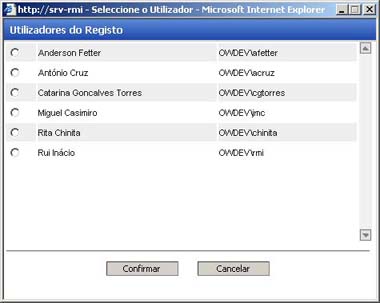 http://srv-rmi - Seleccione o Utilizador - Microsoft Internet Explorer
Utilizadores do Registo
Anderson Fetter OWDEV\afetter
António Cruz OWDEV\acruz
Catarina Goncalves Torres OWDEV\cgtorres
Miguel Casimiro OWDEV\jmc
Rita Chinita OWDEV\chinita
Rui Inácio OWDEV\rmi
Confirmar Cancelar